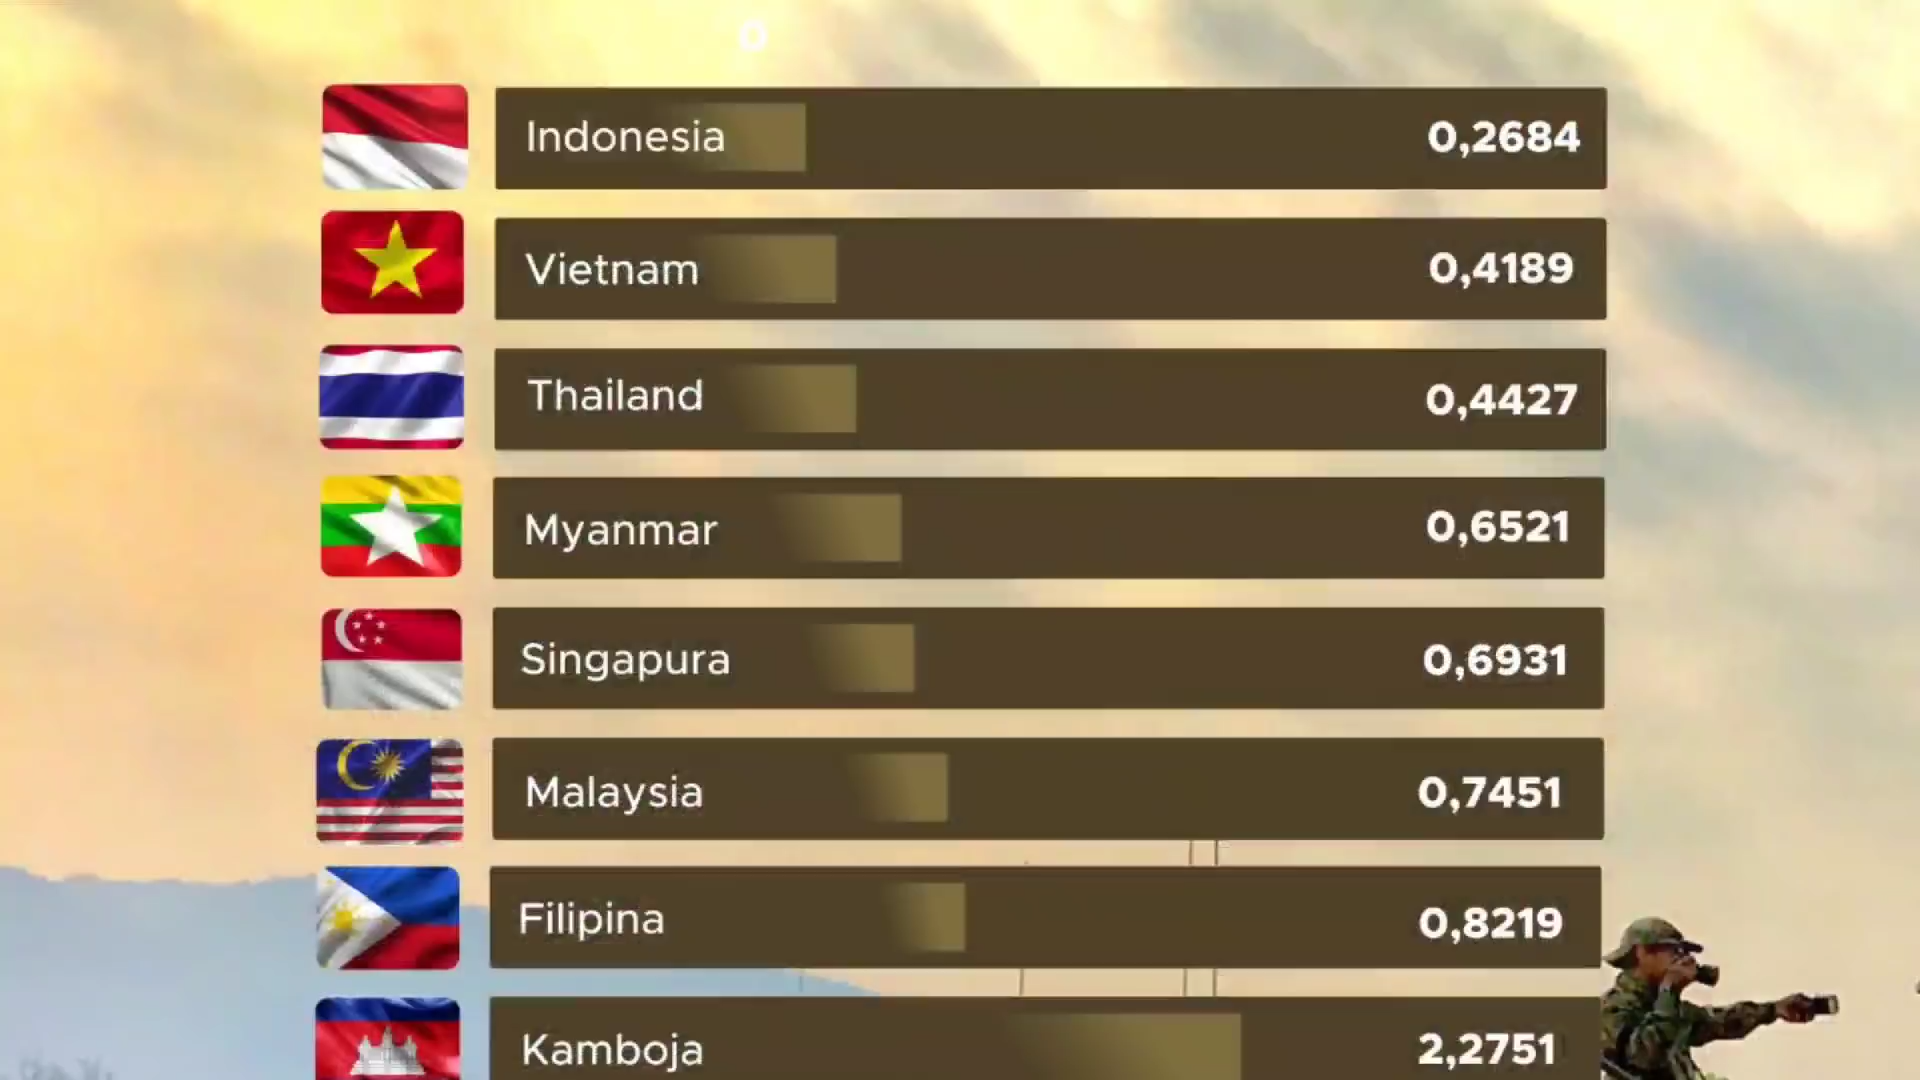 0
Indonesia 0,2684
Vietnam 0,4189
Thailand 0,4427
Myanmar 0,6521
Singapura 0,6931
Malaysia 0,7451
Filipina 0,8219
Kamboja 2,2751